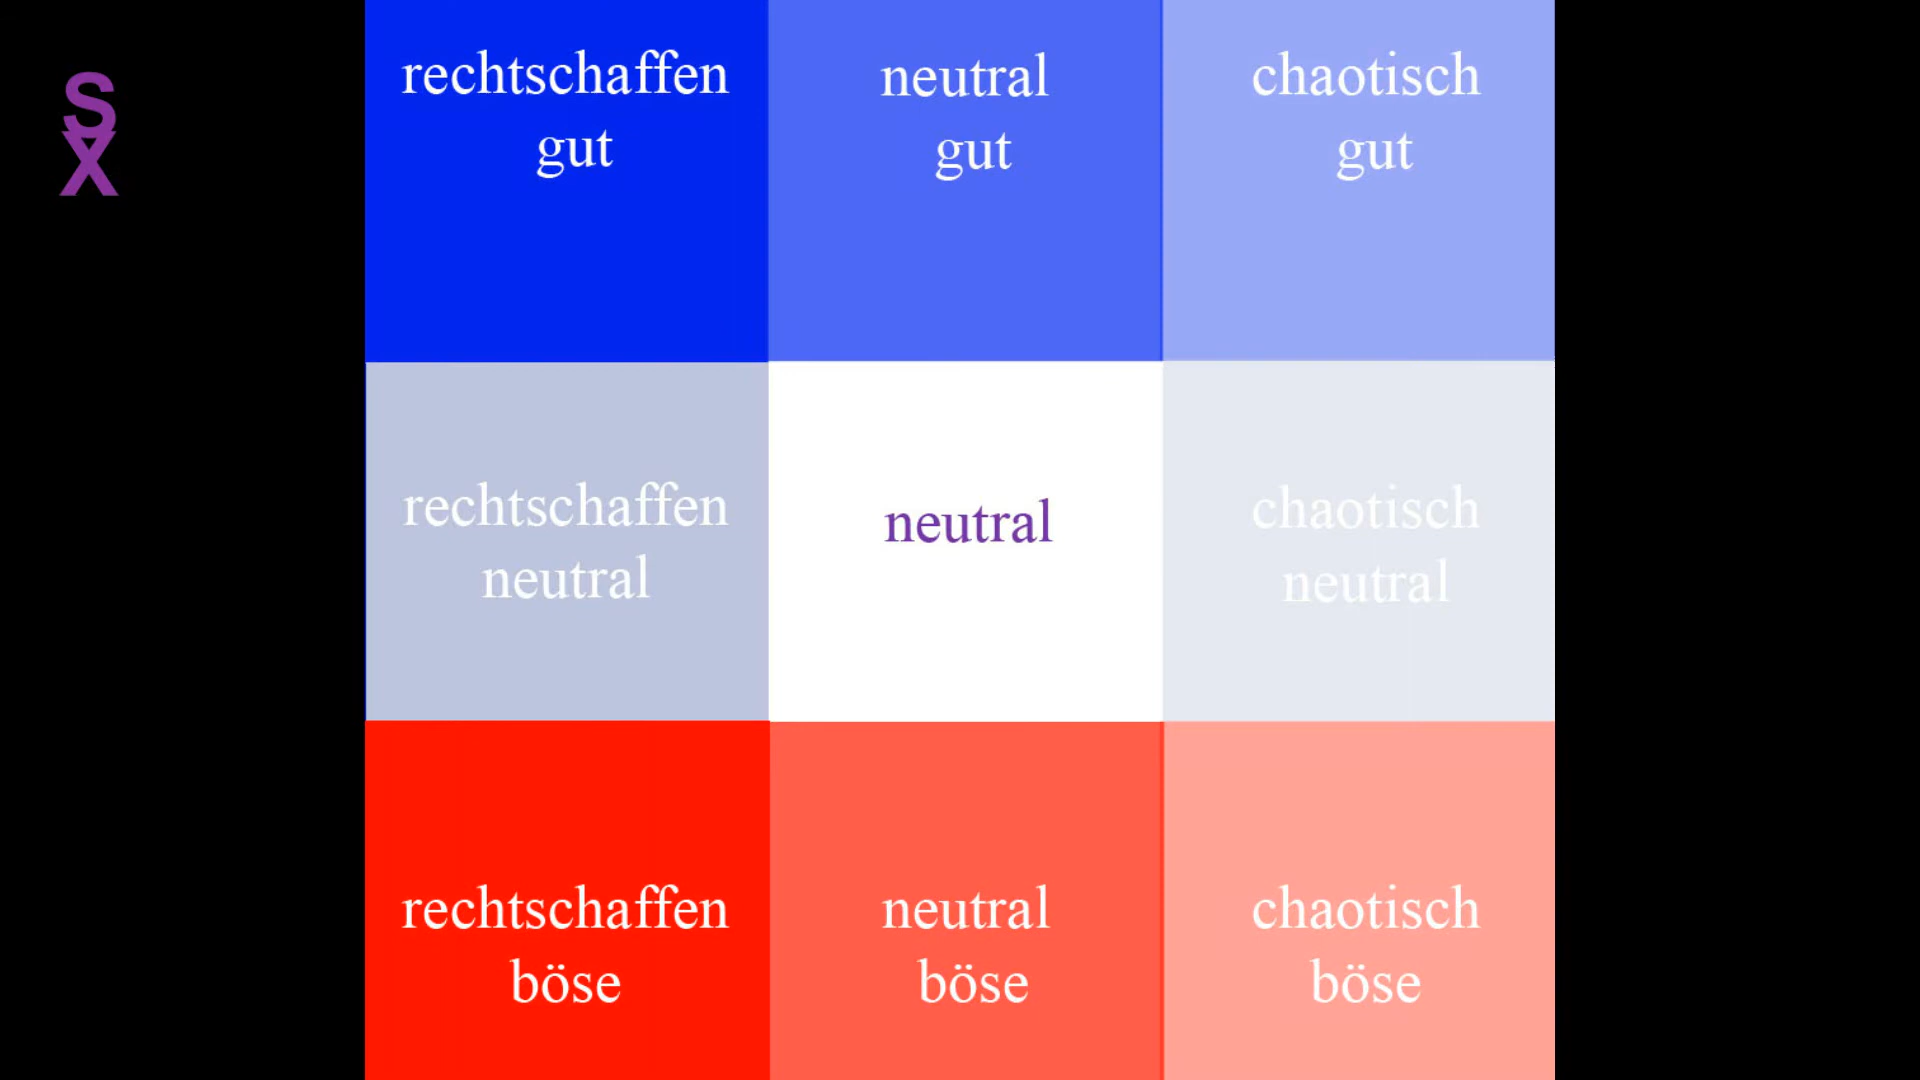 S
X
rechtschaffen
gut
neutral
gut
chaotisch
gut
rechtschaffen
neutral
neutral
chaotisch
neutral
rechtschaffen
böse
neutral
böse
chaotisch
böse